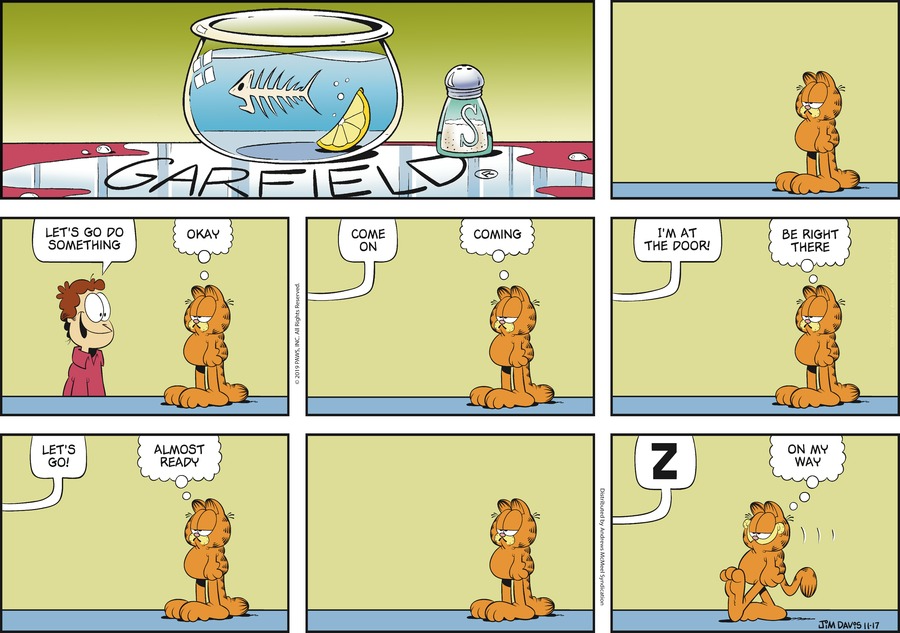 S
GARFIELD
LET'S GO DO
SOMETHING
OKAY
© 2019 PAWS, INC. All Rights Reserved.
COME
ON
COMING
I'M AT
THE DOOR!
BE RIGHT
THERE
LET'S
GO!
ALMOST
READY
Distributed by Andrews McMeel Syndication
Z
ON MY
WAY
JIM DAVIS 11-17